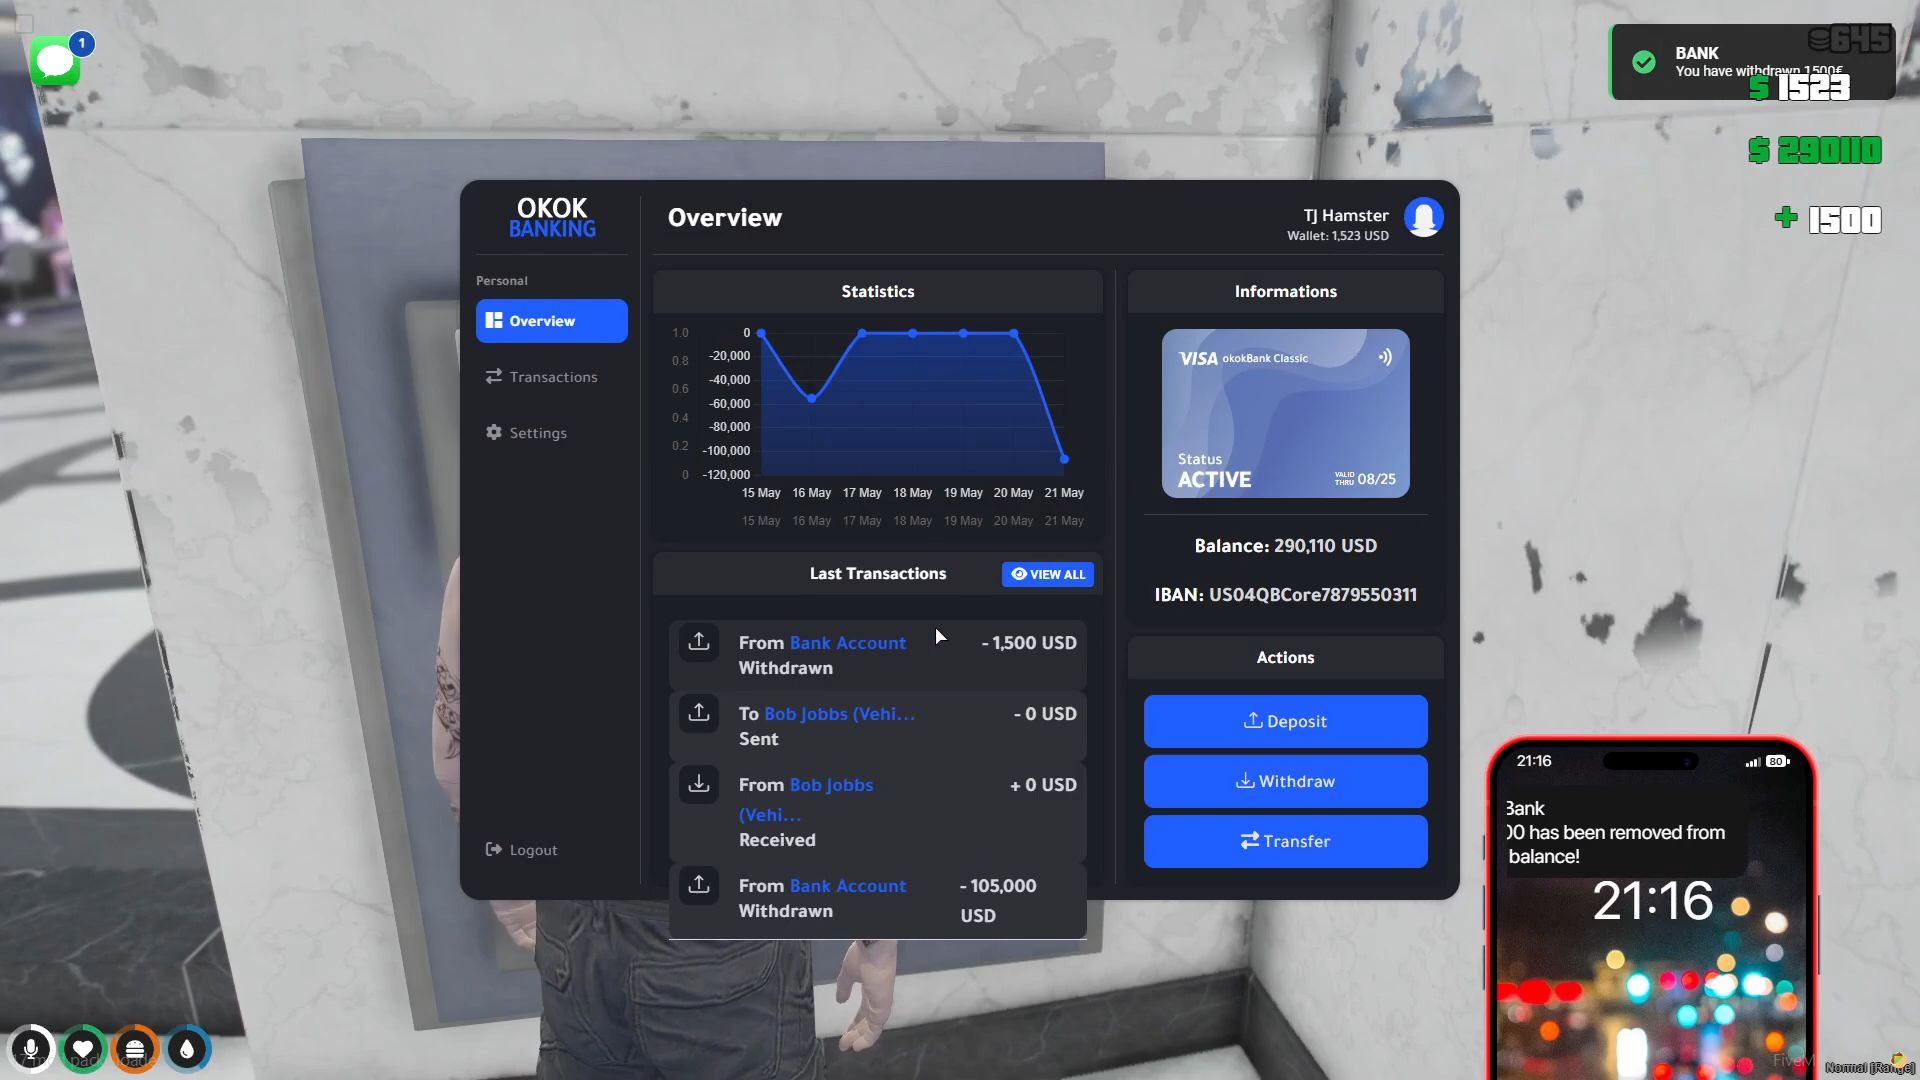 1
BANK
You have withdrawn 1500€
645
$ 1523
$ 290110
+ 1500
OKOK
BANKING
Personal
Overview
Transactions
Settings
Logout
Overview
TJ Hamster
Wallet: 1,523 USD
Statistics
1.0
0.8
0.6
0.4
0.2
0
0
-20,000
-40,000
-60,000
-80,000
-100,000
-120,000
15 May 16 May 17 May 18 May 19 May 20 May 21 May
15 May 16 May 17 May 18 May 19 May 20 May 21 May
Last Transactions
VIEW ALL
From Bank Account - 1,500 USD
Withdrawn
To Bob Jobbs (Vehi... - 0 USD
Sent
From Bob Jobbs + 0 USD
(Vehi...
Received
From Bank Account - 105,000
Withdrawn USD
Informations
VISA okokBank Classic
Status
ACTIVE
VALID
THRU 08/25
Balance: 290,110 USD
IBAN: US04QBCore7879550311
Actions
Deposit
Withdraw
Transfer
21:16
80
Bank
00 has been removed from
balance!
21:16
FiveM
Normal [Range]